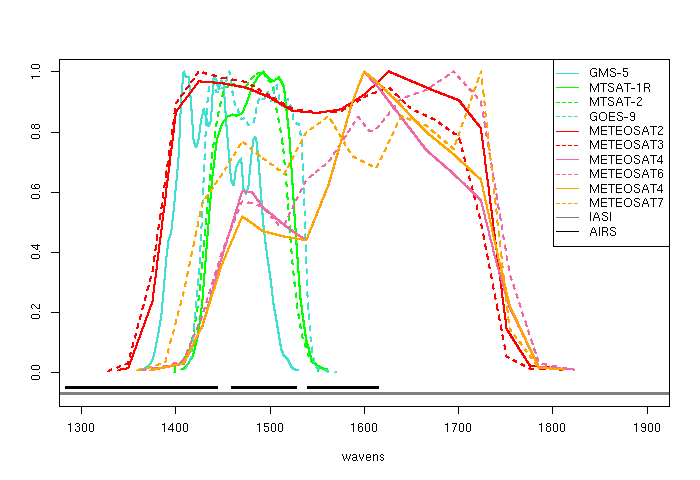 1.0
0.8
0.6
0.4
0.2
0.0
GMS-5
MTSAT-1R
MTSAT-2
GOES-9
METEOSAT2
METEOSAT3
METEOSAT4
METEOSAT6
METEOSAT4
METEOSAT7
IASI
AIRS
1300 1400 1500 1600 1700 1800 1900
wavens